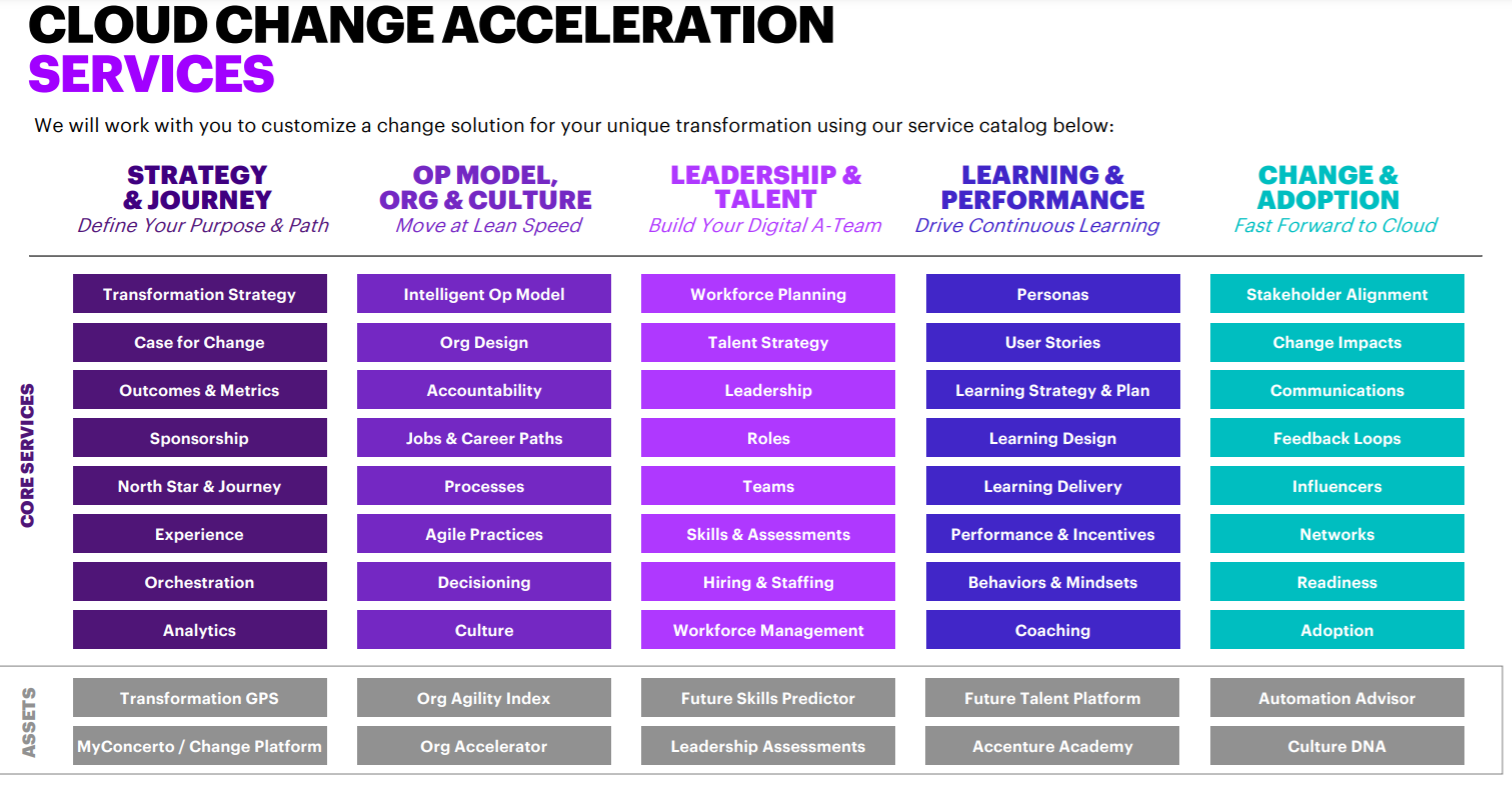 CLOUD CHANGE ACCELERATION
SERVICES
We will work with you to customize a change solution for your unique transformation using our service catalog below:
STRATEGY
& JOURNEY
Define Your Purpose & Path
OP MODEL,
ORG & CULTURE
Move at Lean Speed
LEADERSHIP &
TALENT
Build Your Digital A-Team
LEARNING &
PERFORMANCE
Drive Continuous Learning
CHANGE &
ADOPTION
Fast Forward to Cloud
CORE SERVICES
Transformation Strategy
Case for Change
Outcomes & Metrics
Sponsorship
North Star & Journey
Experience
Orchestration
Analytics
Intelligent Op Model
Org Design
Accountability
Jobs & Career Paths
Processes
Agile Practices
Decisioning
Culture
Workforce Planning
Talent Strategy
Leadership
Roles
Teams
Skills & Assessments
Hiring & Staffing
Workforce Management
Personas
User Stories
Learning Strategy & Plan
Learning Design
Learning Delivery
Performance & Incentives
Behaviors & Mindsets
Coaching
Stakeholder Alignment
Change Impacts
Communications
Feedback Loops
Influencers
Networks
Readiness
Adoption
ASSETS
Transformation GPS
MyConcerto / Change Platform
Org Agility Index
Org Accelerator
Future Skills Predictor
Leadership Assessments
Future Talent Platform
Accenture Academy
Automation Advisor
Culture DNA